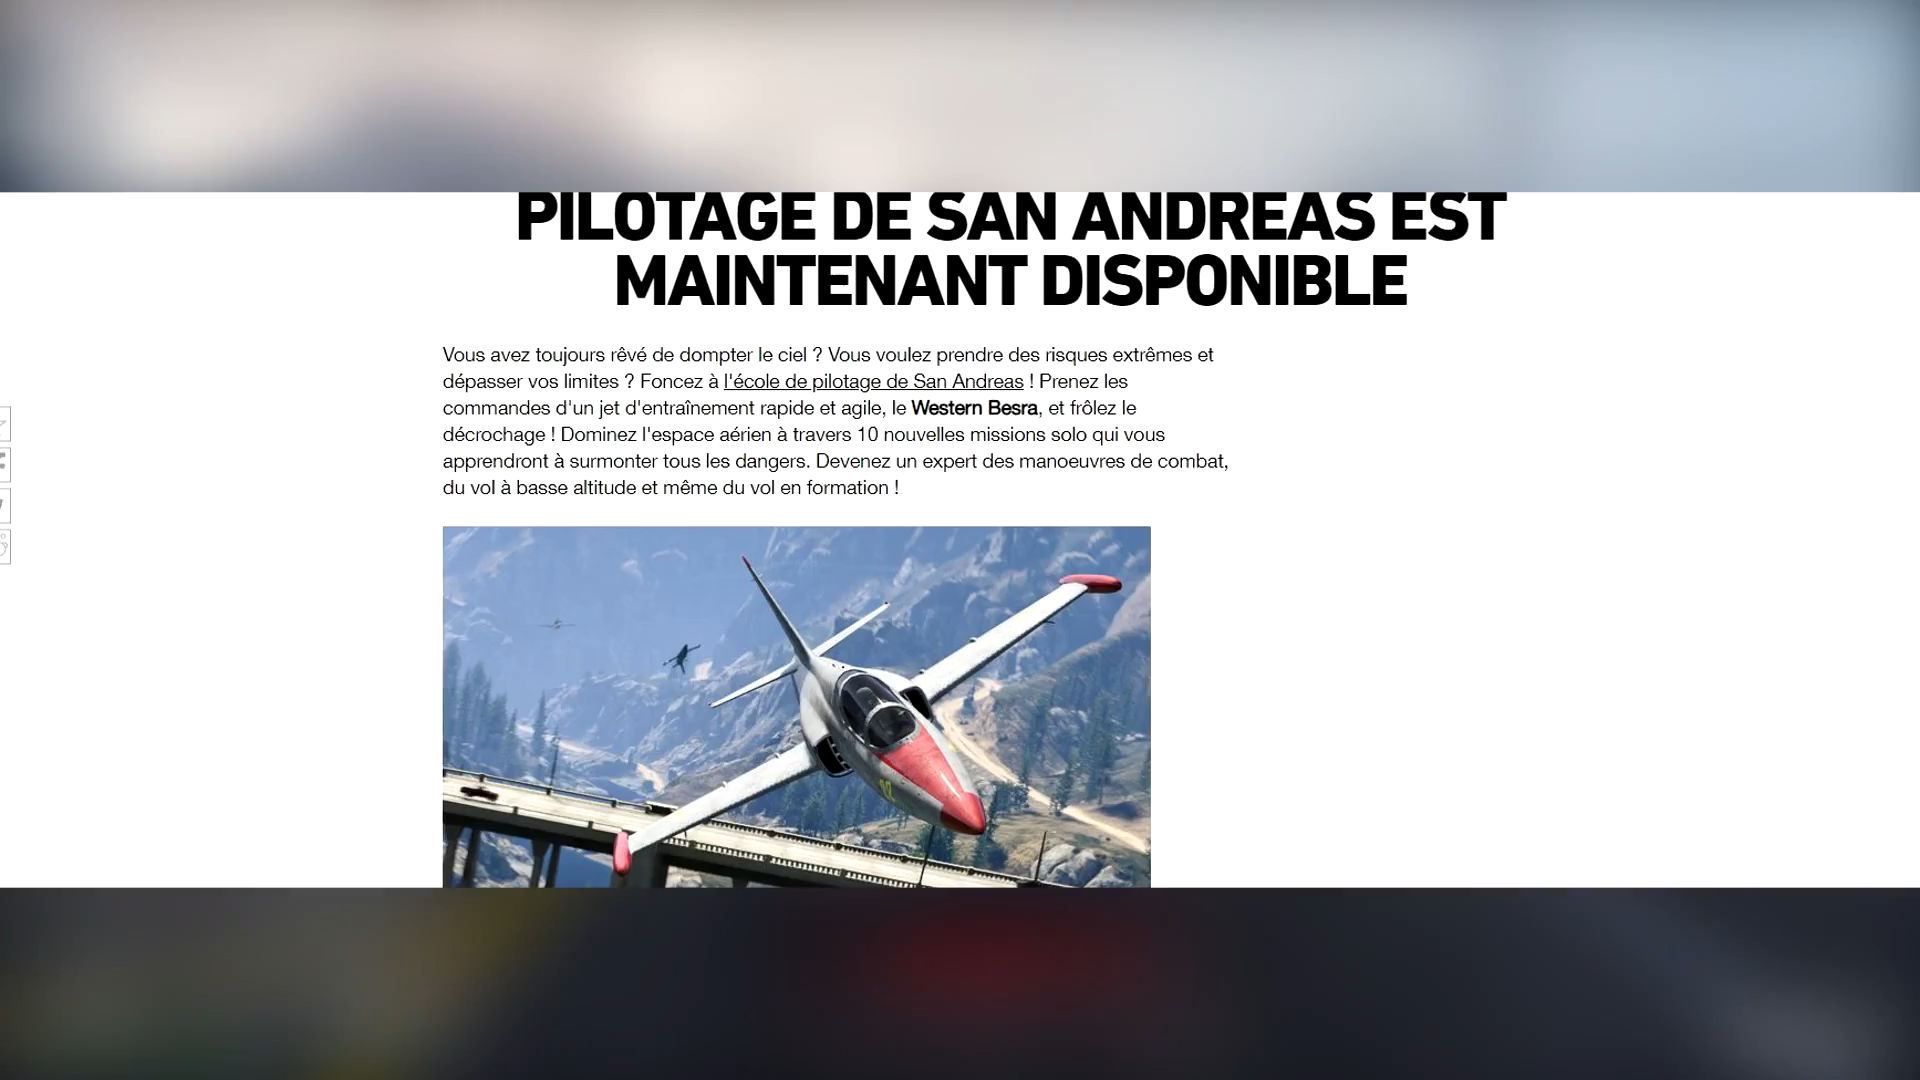 PILOTAGE DE SAN ANDREAS EST
MAINTENANT DISPONIBLE
Vous avez toujours rêvé de dompter le ciel ? Vous voulez prendre des risques extrêmes et
dépasser vos limites ? Foncez à l'école de pilotage de San Andreas ! Prenez les
commandes d'un jet d'entraînement rapide et agile, le Western Besra, et frôlez le
décrochage ! Dominez l'espace aérien à travers 10 nouvelles missions solo qui vous
apprendront à surmonter tous les dangers. Devenez un expert des manoeuvres de combat,
du vol à basse altitude et même du vol en formation !